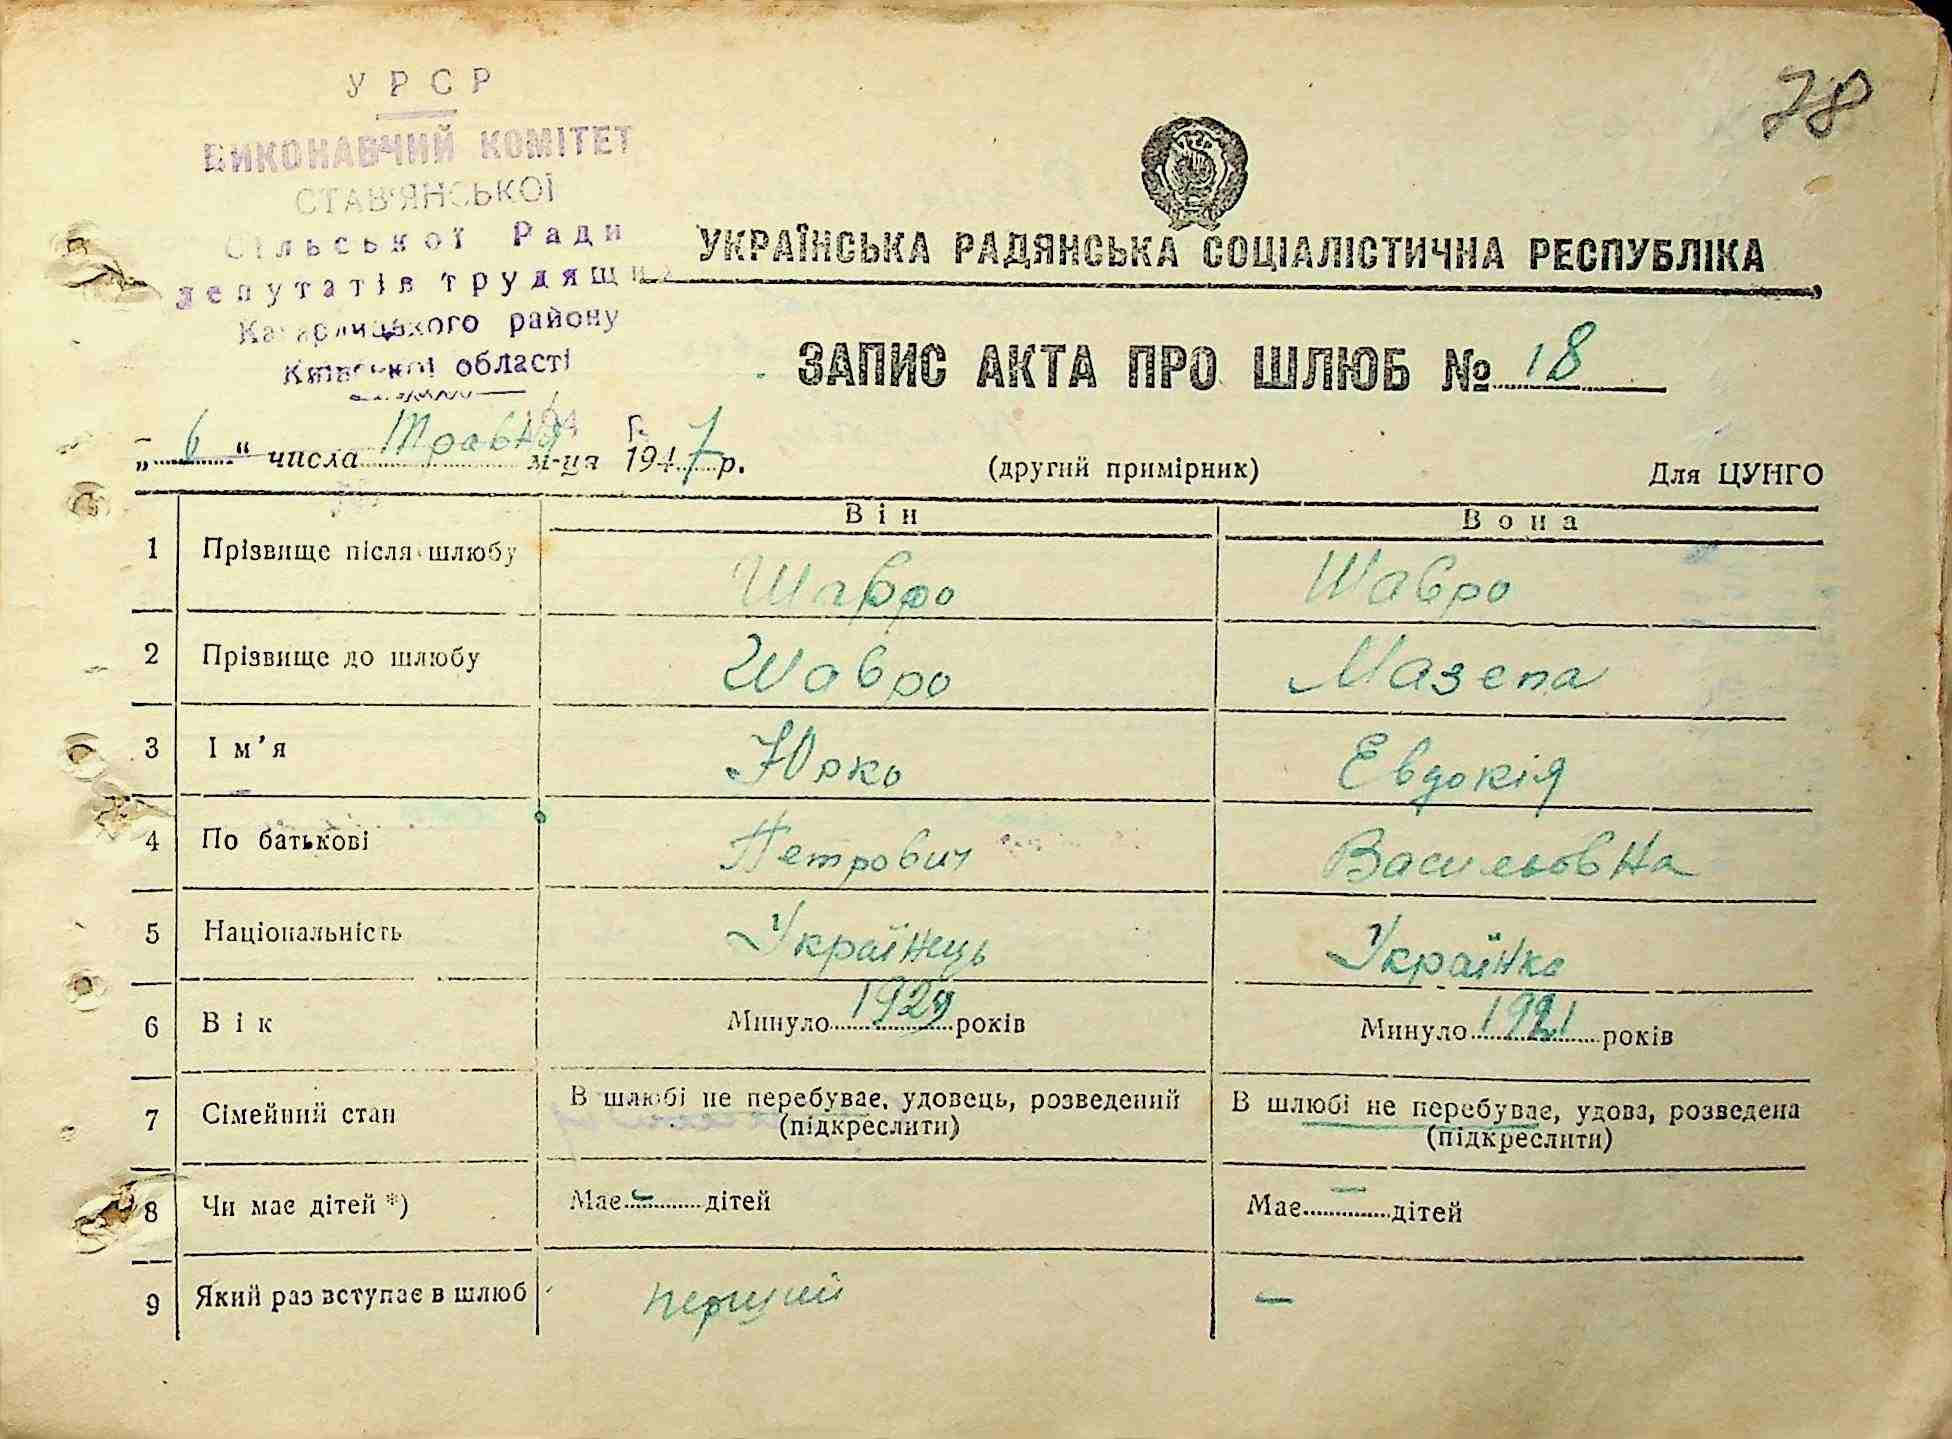 УРСР
78
ВИКОНАВЧИЙ КОМІТЕТ
СТАВ'ЯНСЬКОЇ
Сільської Ради
депутатів трудящих
Кагарлицького району
Київської області
УКРАЇНСЬКА РАДЯНСЬКА СОЦІАЛІСТИЧНА РЕСПУБЛІКА
ЗАПИС АКТА ПРО ШЛЮБ № 18
„6“ числа Травня м-ця 1947 р. (другий примірник) Для ЦУНГО
Він Вона
1 Прізвище після шлюбу Шавро Шавро
2 Прізвище до шлюбу Шавро Мазепа
3 Ім'я Юрко Евдокія
4 По батькові Петрович Васильовна
5 Національність Українець Українка
6 Вік Минуло років Минуло 1921 років
7 Сімейний стан В шлюбі не перебуває, удовець, розведений В шлюбі не перебуває, удова, розведена
(підкреслити) (підкреслити)
8 Чи має дітей *) Має - дітей Має - дітей
9 Який раз вступає в шлюб перший -